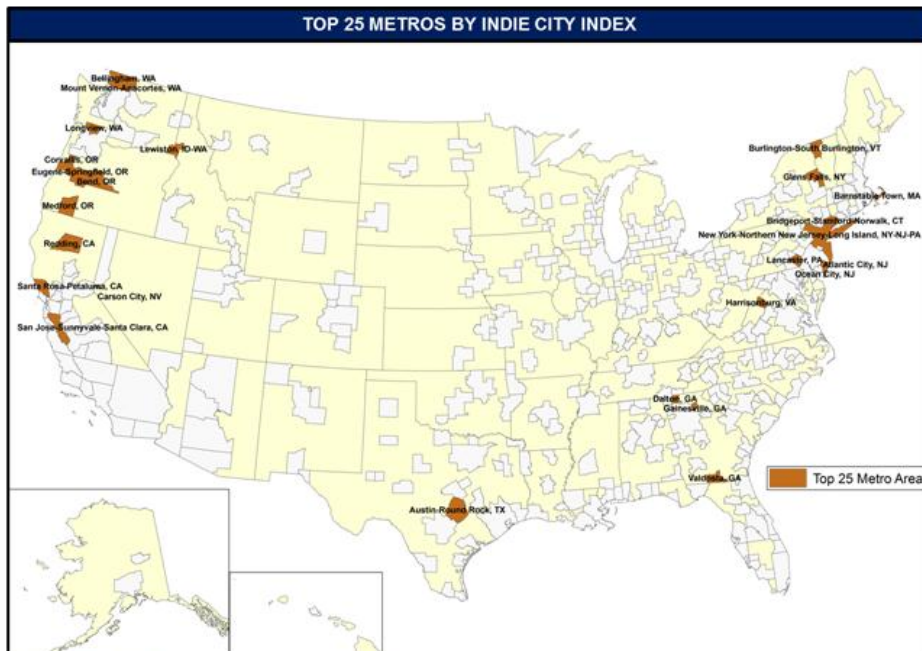 TOP 25 METROS BY INDIE CITY INDEX
Bellingham, WA
Mount Vernon-Anacortes, WA
Longview, WA
Lewiston, ID-WA
Corvallis, OR
Eugene-Springfield, OR
Bend, OR
Medford, OR
Redding, CA
Santa Rosa-Petaluma, CA
Carson City, NV
San Jose-Sunnyvale-Santa Clara, CA
Burlington-South Burlington, VT
Glens Falls, NY
Barnstable Town, MA
Bridgeport-Stamford-Norwalk, CT
New York-Northern New Jersey-Long Island, NY-NJ-PA
Lancaster, PA
Atlantic City, NJ
Ocean City, NJ
Harrisonburg, VA
Dalton, GA
Gainesville, GA
Valdosta, GA
Austin-Round Rock, TX
Top 25 Metro Area